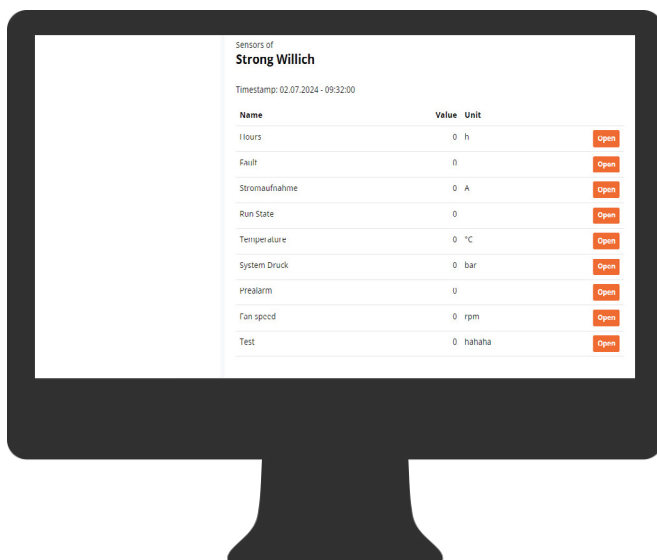 Sensors of
Strong Willich
Timestamp: 02.07.2024 - 09:32:00
Name Value Unit
Hours 0 h Open
Fault 0 Open
Stromaufnahme 0 A Open
Run State 0 Open
Temperature 0 °C Open
System Druck 0 bar Open
Prealarm 0 Open
Fan speed 0 rpm Open
Test 0 hahaha Open